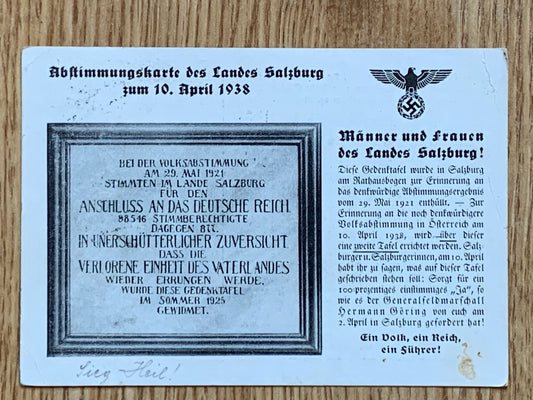 Abstimmungskarte des Landes Salzburg
zum 10. April 1938
BEI DER VOLKSABSTIMMUNG
AM 29. MAI 1921
STIMMTEN IM LANDE SALZBURG
FÜR DEN
ANSCHLUSS AN DAS DEUTSCHE REICH.
98546 STIMMBERECHTIGTE
DAGEGEN 877.
IN UNERSCHÜTTERLICHER ZUVERSICHT
DASS DIE
VERLORENE EINHEIT DES VATERLANDES
WIEDER ERRUNGEN WERDE,
WURDE DIESE GEDENKTAFEL
IM SOMMER 1925
GEWIDMET.
Sieg Heil!
Männer und Frauen
des Landes Salzburg!
Diese Gedenktafel wurde in Salzburg
am Rathausbogen zur Erinnerung an
das denkwürdige Abstimmungsergebnis
vom 29. Mai 1921 enthüllt. — Zur
Erinnerung an die noch denkwürdigere
Volksabstimmung in Österreich am
10. April 1938, wird über dieser
eine zweite Tafel errichtet werden. Salz-
burger u. Salzburgerinnen, am 10. April
habt ihr zu sagen, was auf dieser Tafel
geschrieben stehen soll: Sorgt für ein
100-prozentiges einstimmiges „Ja“, so
wie es der Generalfeldmarschall
Hermann Göring von euch am
2. April in Salzburg gefordert hat!
Ein Volk, ein Reich,
ein Führer!